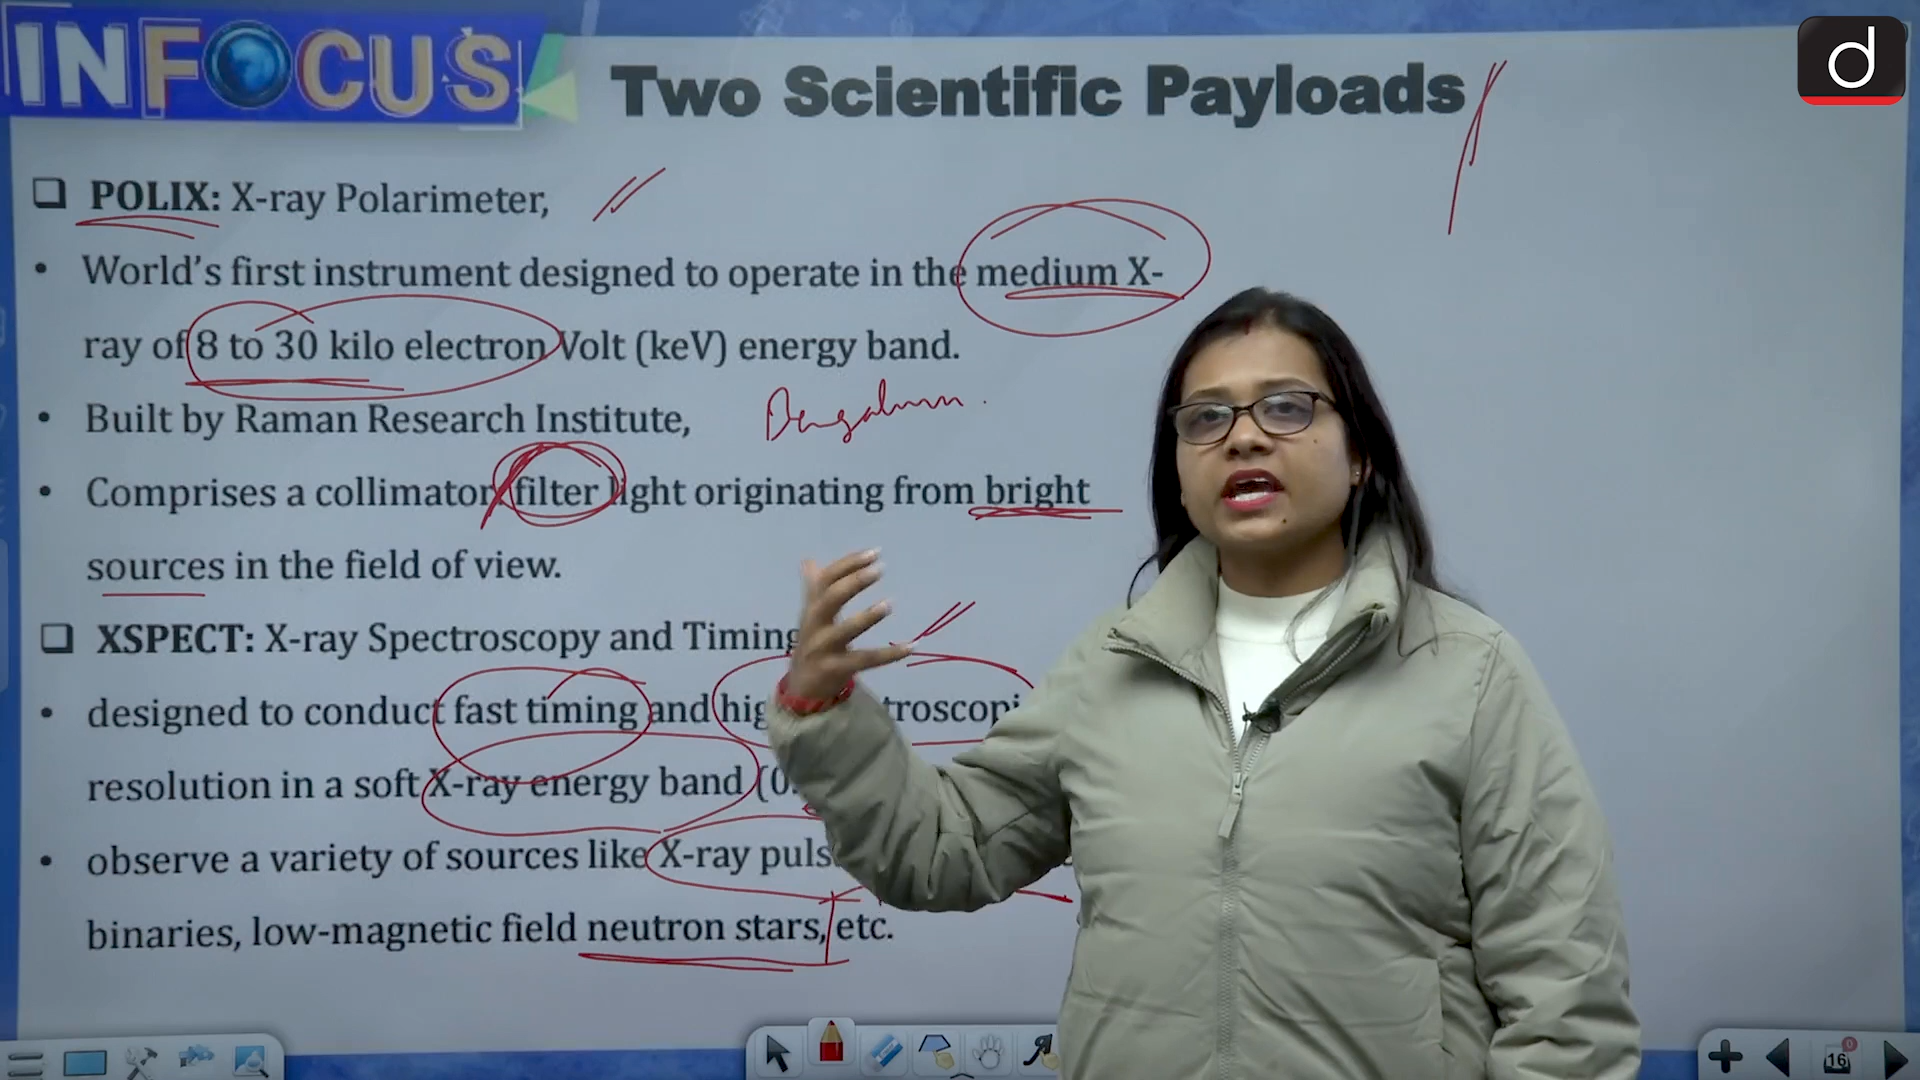 INFOCUS
Two Scientific Payloads
d
POLIX: X-ray Polarimeter,
World's first instrument designed to operate in the medium X-
ray of 8 to 30 kilo electron Volt (keV) energy band.
Built by Raman Research Institute,
Comprises a collimator filter light originating from bright
sources in the field of view.
XSPECT: X-ray Spectroscopy and Timing
designed to conduct fast timing and
resolution in a soft X-ray energy band (0.
observe a variety of sources like X-ray
binaries, low-magnetic field neutron stars, etc.
16
0